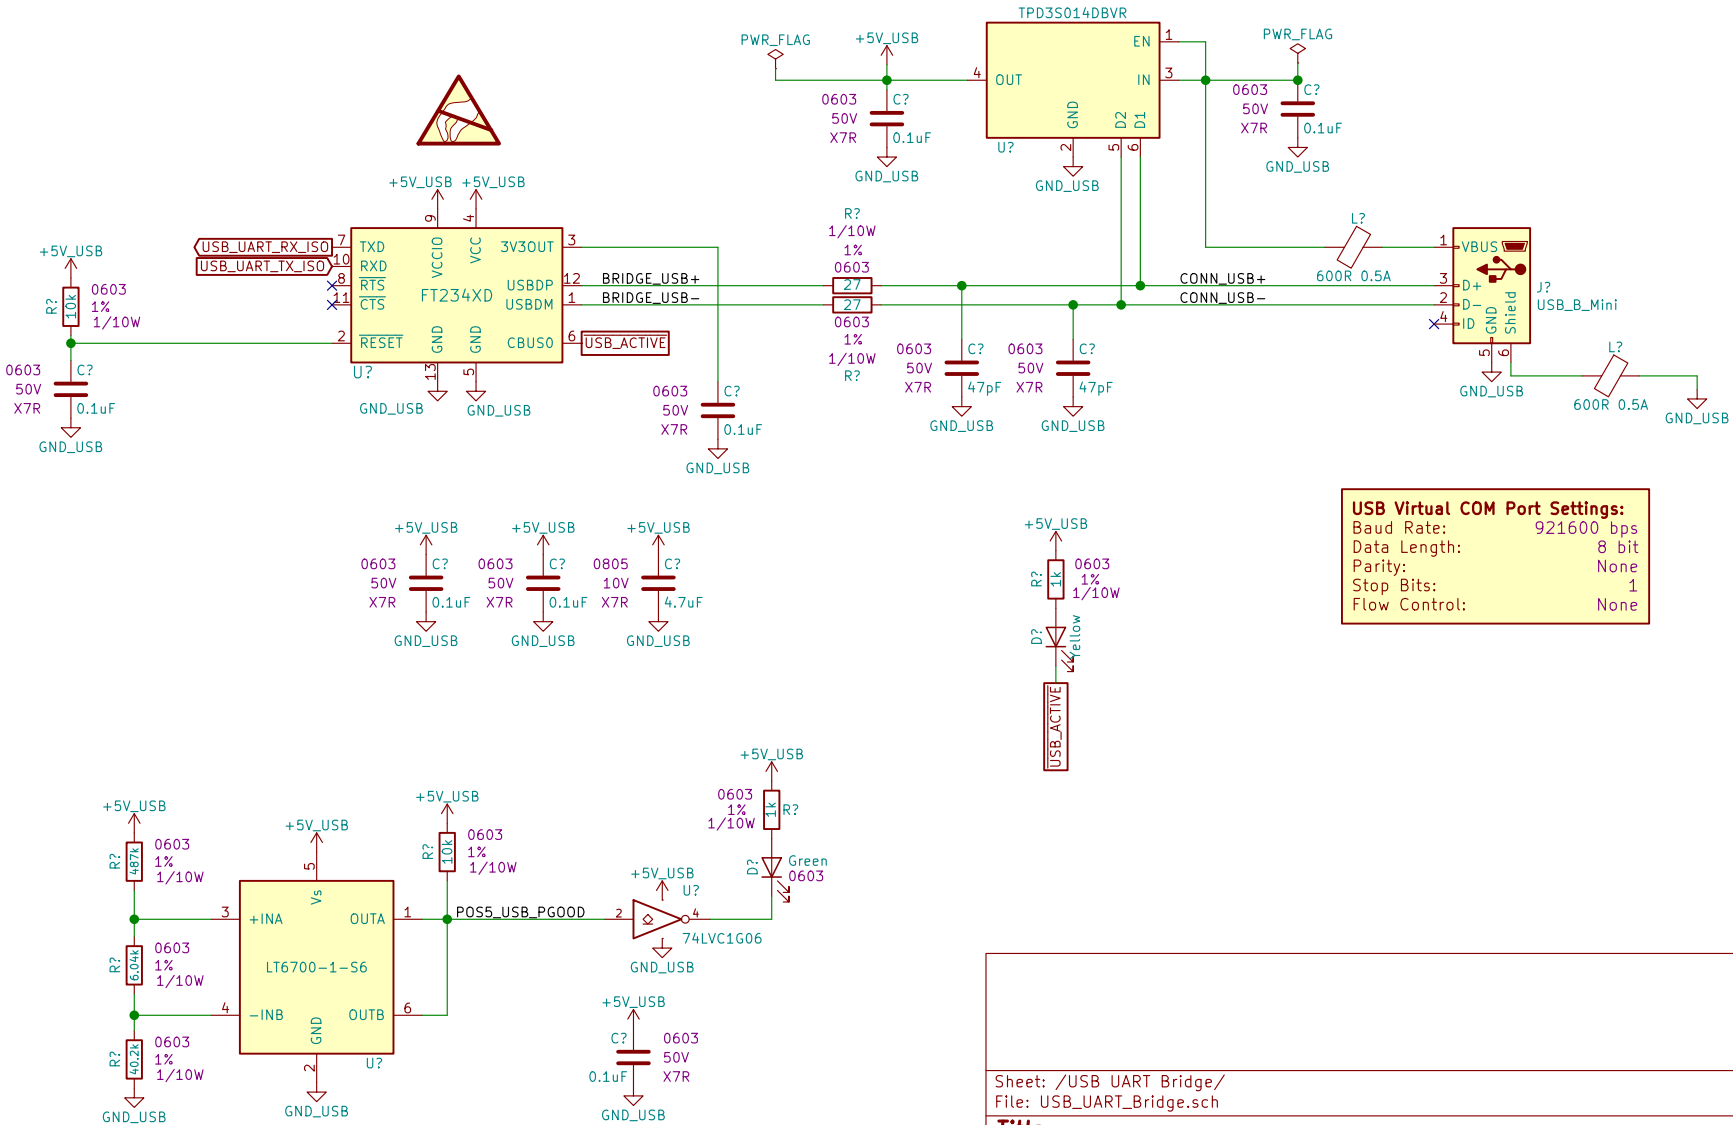 TPD3S014DBVR
PWR_FLAG
+5V_USB
PWR_FLAG
EN 1
4 OUT
IN 3
GND
D2
D1
2
5
6
U?
GND_USB
0603
50V
X7R
C?
0.1uF
GND_USB
0603
50V
X7R
C?
0.1uF
GND_USB
+5V_USB
+5V_USB
9
4
USB_UART_RX_ISO
7 TXD
USB_UART_TX_ISO
10 RXD
8 RTS
11 CTS
2 RESET
VCCIO
VCC
FT234XD
GND
GND
3V3OUT 3
USBDP 12
USBDM 1
CBUS0 6
USB_ACTIVE
U?
13
5
GND_USB
GND_USB
+5V_USB
R?
10k
0603
1%
1/10W
0603
50V
X7R
C?
0.1uF
GND_USB
BRIDGE_USB+
BRIDGE_USB-
0603
50V
X7R
C?
0.1uF
GND_USB
R?
1/10W
1%
0603
27
27
0603
1%
1/10W
R?
CONN_USB+
CONN_USB-
0603
50V
X7R
C?
47pF
GND_USB
0603
50V
X7R
C?
47pF
GND_USB
L?
600R 0.5A
1 VBUS
3 D+
2 D-
4 ID
GND
Shield
5
6
J?
USB_B_Mini
GND_USB
L?
600R 0.5A
GND_USB
+5V_USB
0603
50V
X7R
C?
0.1uF
GND_USB
+5V_USB
0603
50V
X7R
C?
0.1uF
GND_USB
+5V_USB
0805
10V
X7R
C?
4.7uF
GND_USB
+5V_USB
R?
1k
0603
1%
1/10W
D?
Yellow
USB_ACTIVE
USB Virtual COM Port Settings:
Baud Rate: 921600 bps
Data Length: 8 bit
Parity: None
Stop Bits: 1
Flow Control: None
+5V_USB
R?
487k
0603
1%
1/10W
R?
6.04k
0603
1%
1/10W
R?
40.2k
0603
1%
1/10W
GND_USB
+5V_USB
5
Vs
3 +INA
4 -INB
LT6700-1-S6
OUTA 1
OUTB 6
GND
2
U?
GND_USB
+5V_USB
R?
10k
0603
1%
1/10W
POS5_USB_PGOOD
+5V_USB
U?
2
4
74LVC1G06
GND_USB
+5V_USB
0603
1%
1/10W
1k
R?
D?
Green
0603
+5V_USB
C?
0.1uF
0603
50V
X7R
GND_USB
Sheet: /USB UART Bridge/
File: USB_UART_Bridge.sch